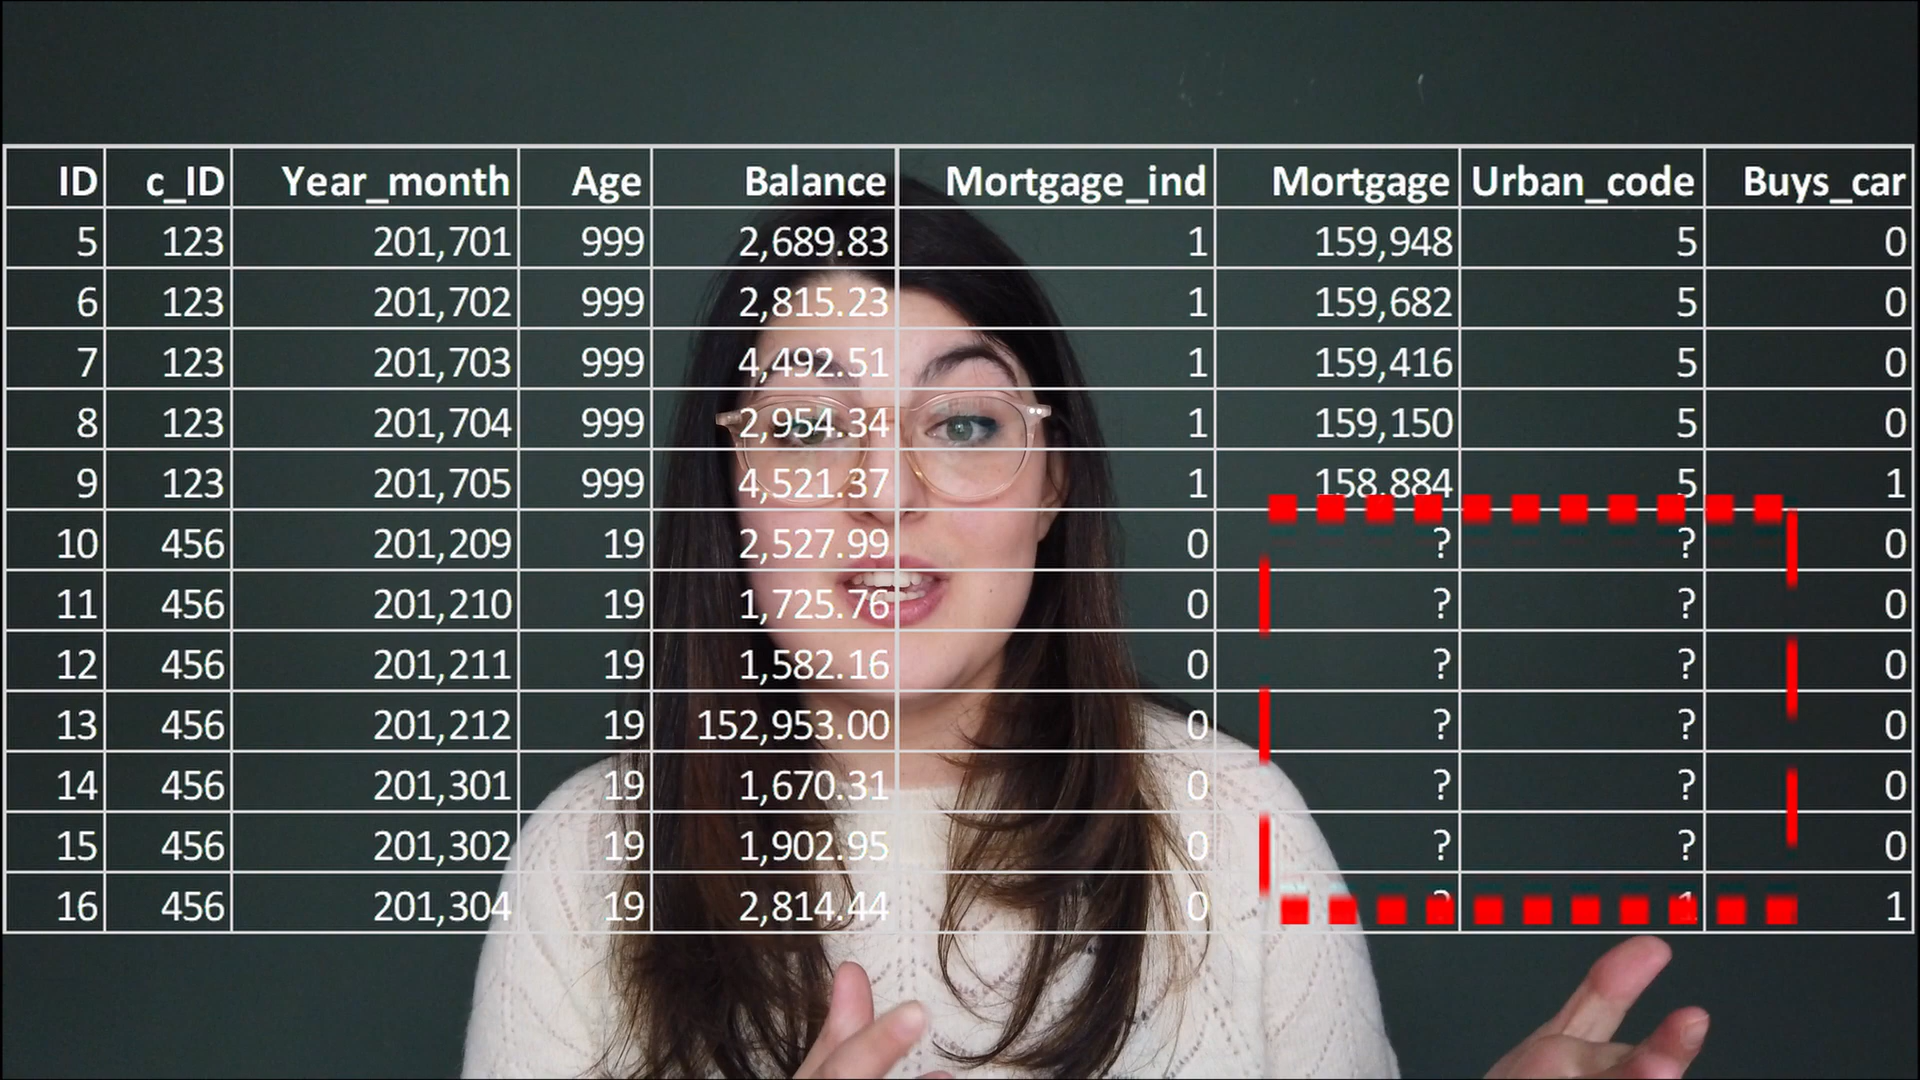 ID c_ID Year_month Age Balance Mortgage_ind Mortgage Urban_code Buys_car
5 123 201,701 999 2,689.83 1 159,948 5 0
6 123 201,702 999 2,815.23 1 159,682 5 0
7 123 201,703 999 4,492.51 1 159,416 5 0
8 123 201,704 999 2,954.34 1 159,150 5 0
9 123 201,705 999 4,521.37 1 158,884 5 1
10 456 201,209 19 2,527.99 0 ? ? 0
11 456 201,210 19 1,725.76 0 ? ? 0
12 456 201,211 19 1,582.16 0 ? ? 0
13 456 201,212 19 152,953.00 0 ? ? 0
14 456 201,301 19 1,670.31 0 ? ? 0
15 456 201,302 19 1,902.95 0 ? ? 0
16 456 201,304 19 2,814.44 0 ? 1 1